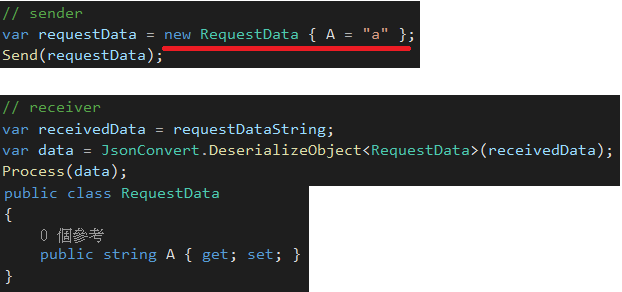 // sender
var requestData = new RequestData { A = "a" };
Send(requestData);
// receiver
var receivedData = requestDataString;
var data = JsonConvert.DeserializeObject<RequestData>(receivedData);
Process(data);
public class RequestData
{
0 個參考
public string A { get; set; }
}